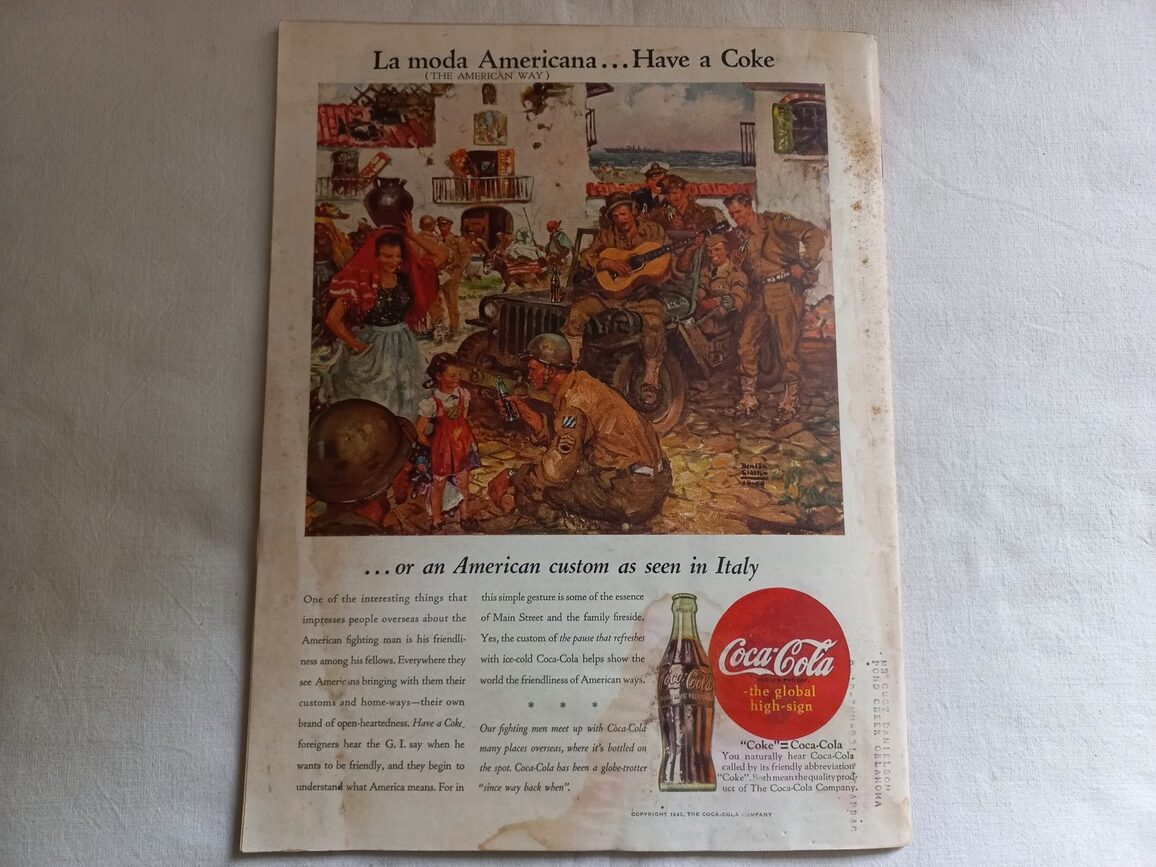 La moda Americana...Have a Coke
(THE AMERICAN WAY)
...or an American custom as seen in Italy
One of the interesting things that
impresses people overseas about the
American fighting man is his friendli-
ness among his fellows. Everywhere they
see Americans bringing with them their
customs and home-ways—their own
brand of open-heartedness. Have a Coke,
foreigners hear the G. I. say when he
wants to be friendly, and they begin to
understand what America means. For in
this simple gesture is some of the essence
of Main Street and the family fireside.
Yes, the custom of the pause that refreshes
with ice-cold Coca-Cola helps show the
world the friendliness of American ways.
* * *
Our fighting men meet up with Coca-Cola
many places overseas, where it's bottled on
the spot. Coca-Cola has been a globe-trotter
"since way back when".
Coca-Cola
Coca-Cola
-the global
high-sign
"Coke"=Coca-Cola
You naturally hear Coca-Cola
called by its friendly abbreviation
"Coke". Both mean the quality prod-
uct of The Coca-Cola Company.
COPYRIGHT 1943, THE COCA-COLA COMPANY
GUST DANIELSON
POND CREEK OKLAHOMA